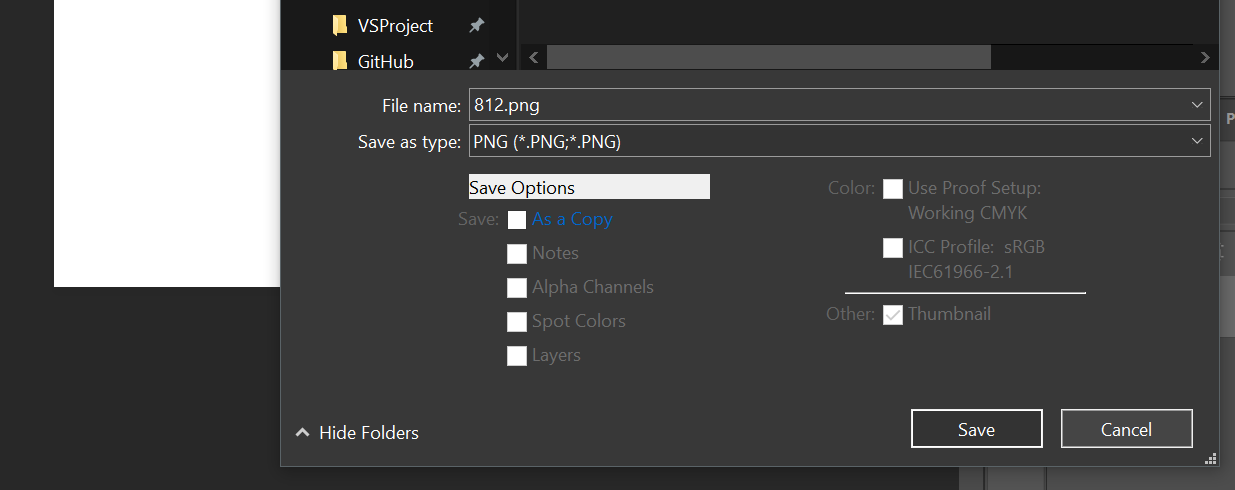 VSProject
GitHub
File name: 812.png
Save as type: PNG (*.PNG;*.PNG)
Save Options
Save: As a Copy
Notes
Alpha Channels
Spot Colors
Layers
Color: Use Proof Setup:
Working CMYK
ICC Profile: sRGB
IEC61966-2.1
Other: Thumbnail
Hide Folders
Save
Cancel